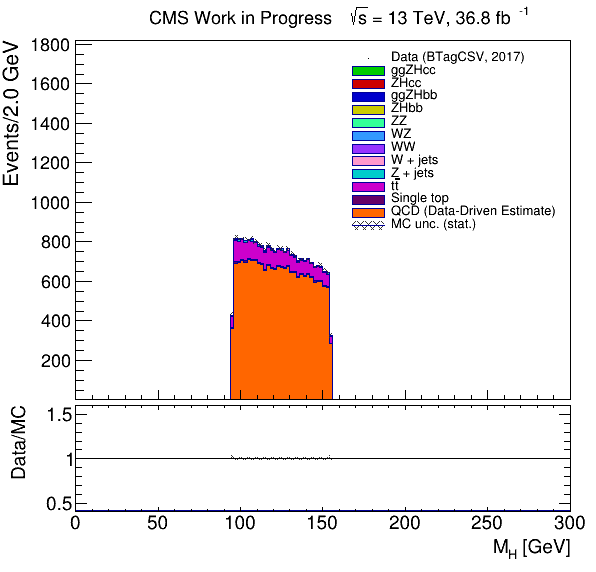 CMS Work in Progress √s = 13 TeV, 36.8 fb⁻¹
Events/2.0 GeV
1800
1600
1400
1200
1000
800
600
400
200
Data (BTagCSV, 2017)
ggZHcc
ZHcc
ggZHbb
ZHbb
ZZ
WZ
WW
W + jets
Z + jets
tt̅
Single top
QCD (Data-Driven Estimate)
MC unc. (stat.)
Data/MC
1.5
1
0.5
0 50 100 150 200 250 300
M_H [GeV]